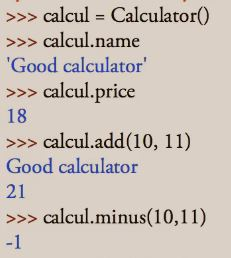 >>> calcul = Calculator()
>>> calcul.name
'Good calculator'
>>> calcul.price
18
>>> calcul.add(10, 11)
Good calculator
21
>>> calcul.minus(10,11)
-1